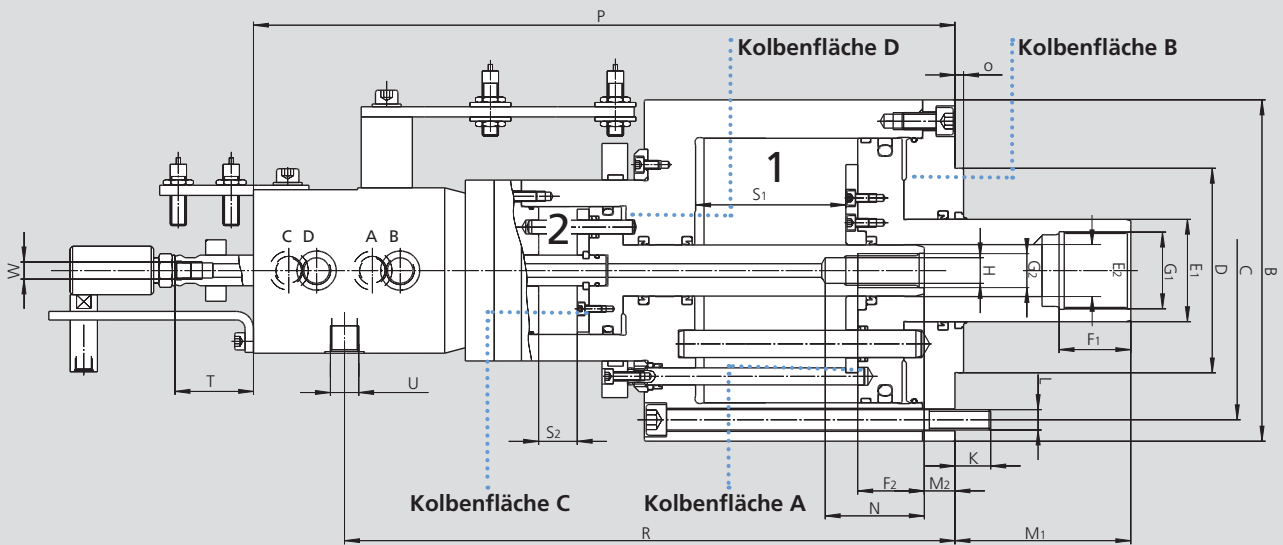 P
Kolbenfläche D
Kolbenfläche B
O
1
S1
2
C D A B
W
H
G2
E2
G1
E1
D
C
B
F1
T
U
L
S2
K
F2
M2
Kolbenfläche C
Kolbenfläche A
N
R
M1